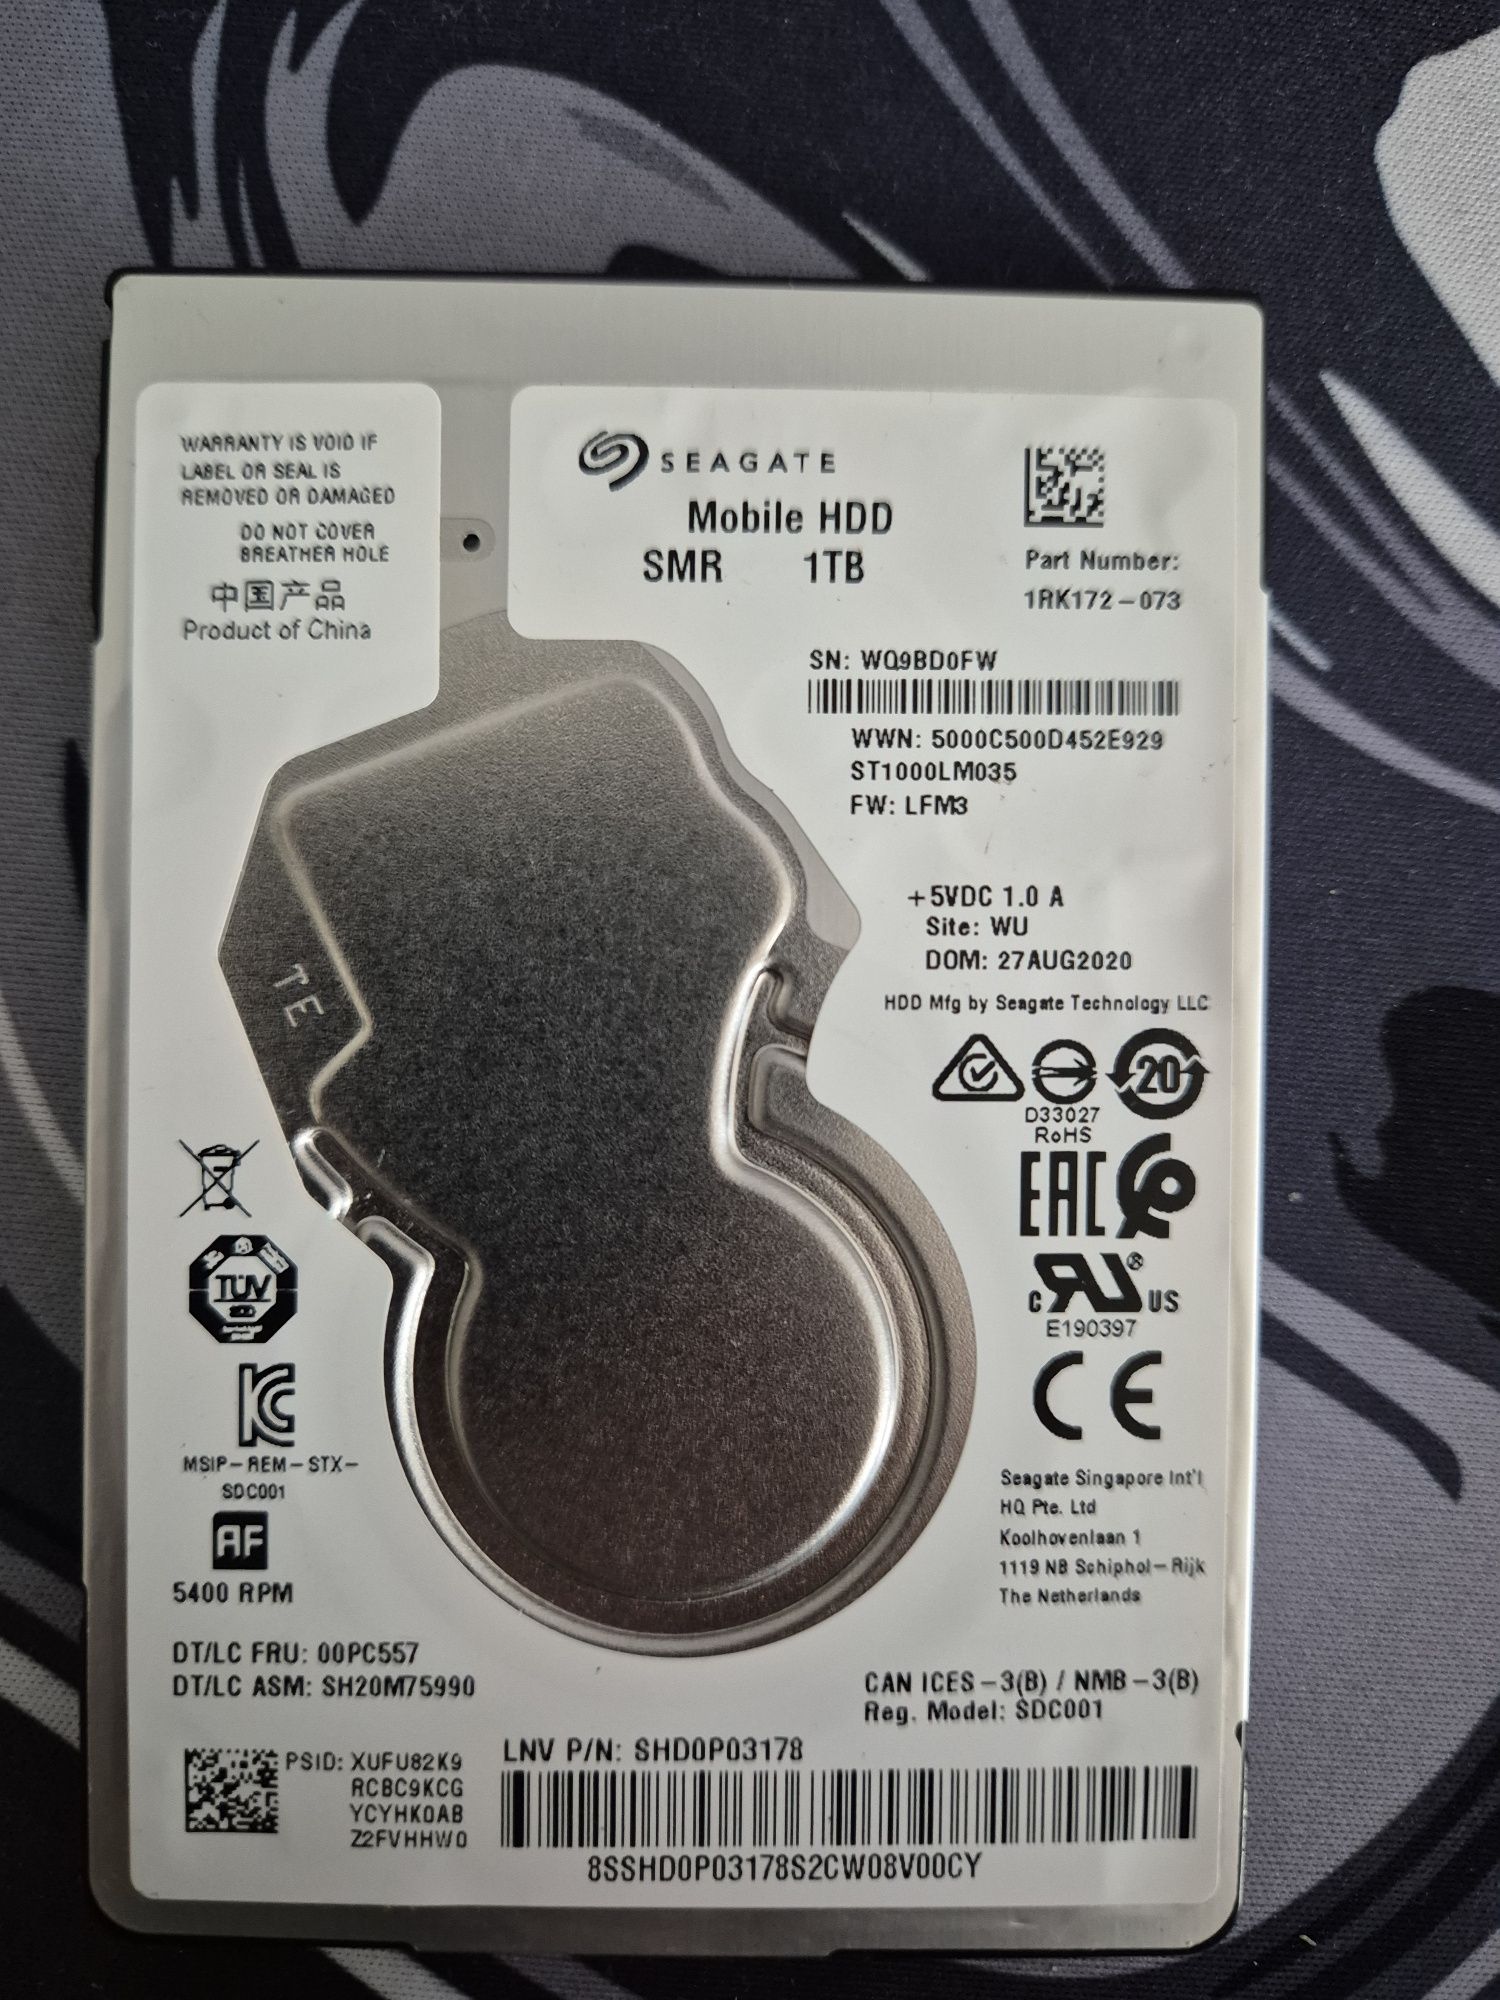 WARRANTY IS VOID IF
LABEL OR SEAL IS
REMOVED OR DAMAGED
DO NOT COVER
BREATHER HOLE
中国产品
Product of China
SEAGATE
Mobile HDD
SMR 1TB
Part Number:
1RK172-073
SN: WQ9BD0FW
WWN: 5000C500D452E929
ST1000LM035
FW: LFM3
+5VDC 1.0 A
Site: WU
DOM: 27AUG2020
HDD Mfg by Seagate Technology LLC
20
D33027
RoHS
EAC
c RU ® US
E190397
CE
Seagate Singapore Int'l
HQ Pte. Ltd
Koolhovenlaan 1
1119 NB Schiphol-Rijk
The Netherlands
TE
TÜV
KC
MSIP-REM-STX-
SDC001
AF
5400 RPM
DT/LC FRU: 00PC557
DT/LC ASM: SH20M75990
CAN ICES-3(B) / NMB-3(B)
Reg. Model: SDC001
PSID: XUFU82K9
RCBC9KCG
YCYHK0AB
Z2FVHHW0
LNV P/N: SHD0P03178
8SSHD0P03178S2CW08V00CY